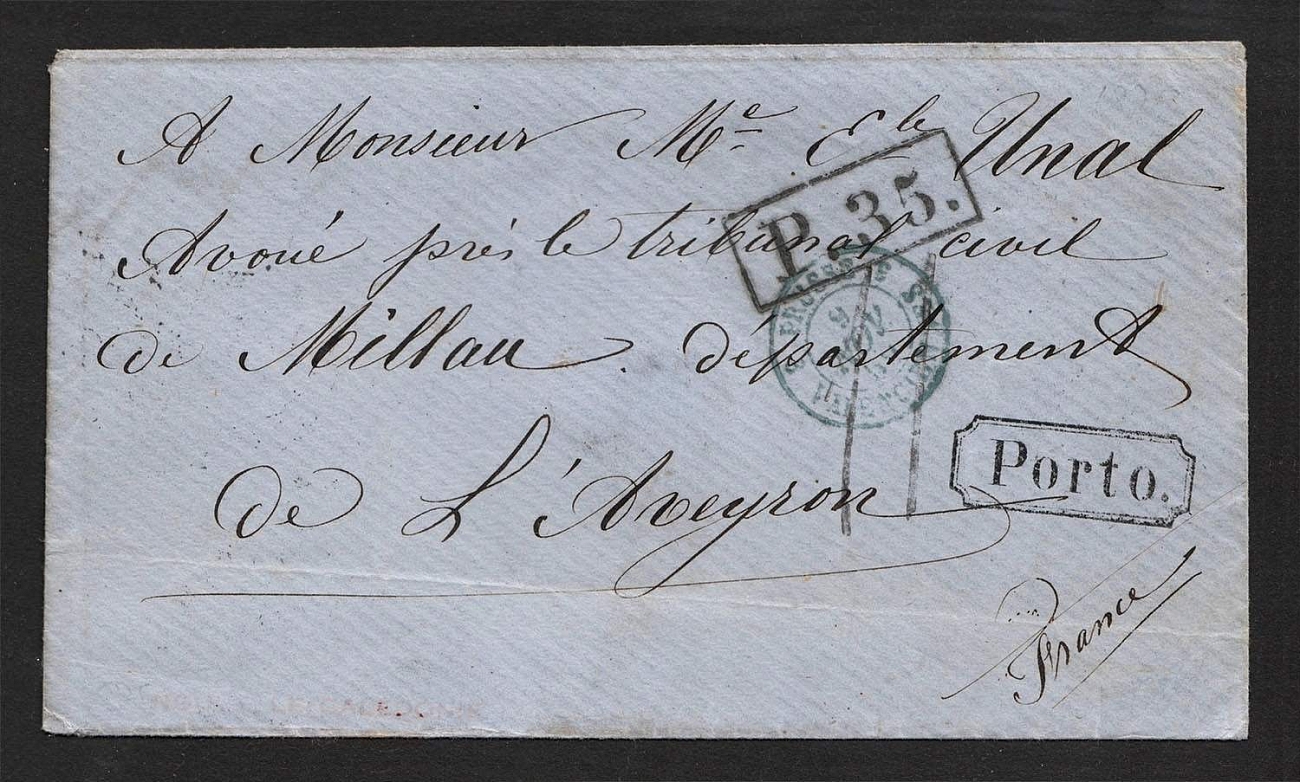 A Monsieur Me Ele Unal
P. 35.
Avoué près le tribunal civil
de Millau. département
de L'Aveyron
Porto.
France